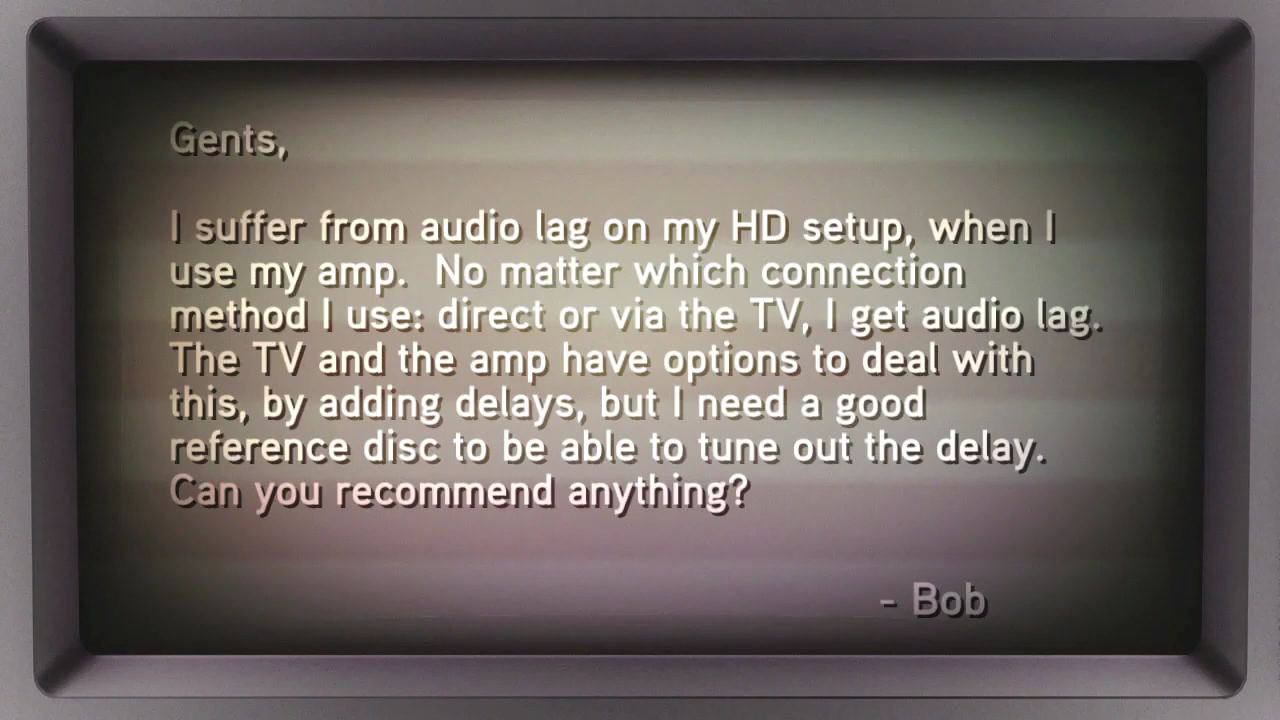 Gents,
I suffer from audio lag on my HD setup, when I
use my amp.  No matter which connection
method I use: direct or via the TV, I get audio lag.
The TV and the amp have options to deal with
this, by adding delays, but I need a good
reference disc to be able to tune out the delay.
Can you recommend anything?
- Bob